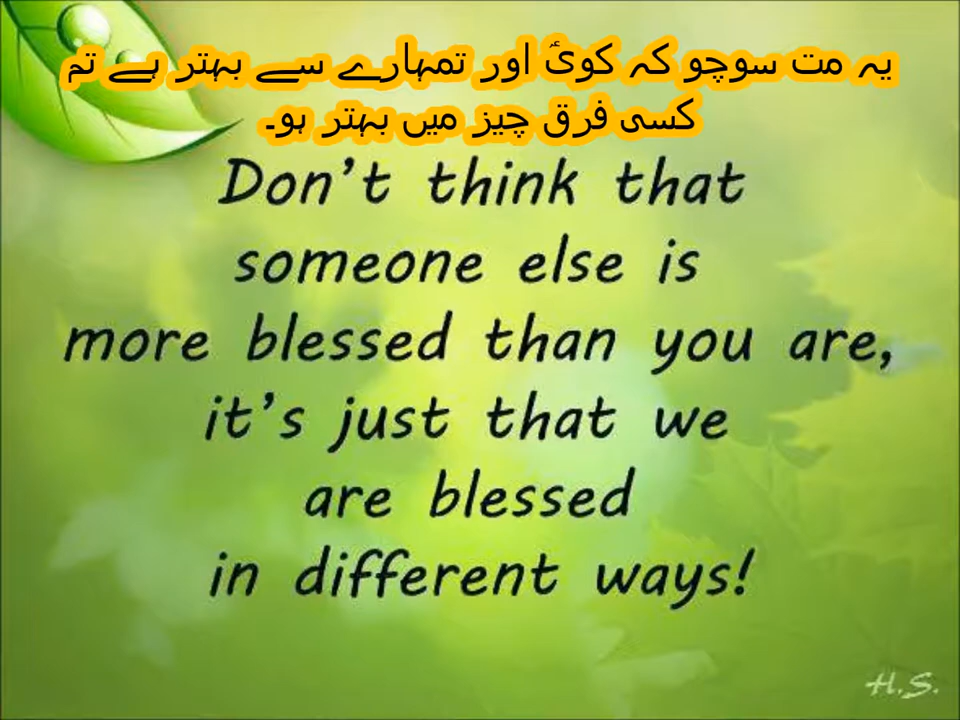 یہ مت سوچو کہ کویٔ اور تمہارے سے بہتر ہے تم
کسی فرق چیز میں بہتر ہو۔
Don't think that
someone else is
more blessed than you are,
it's just that we
are blessed
in different ways!
H.S.